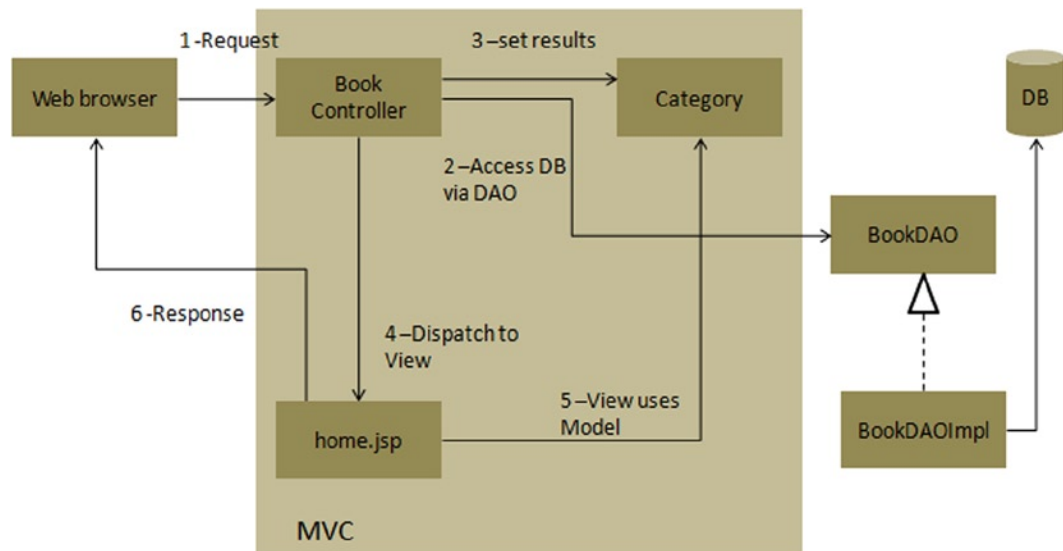 1-Request
3–set results
Web browser
Book
Controller
Category
DB
2–Access DB
via DAO
BookDAO
6-Response
4–Dispatch to
View
5–View uses
Model
home.jsp
BookDAOImpl
MVC